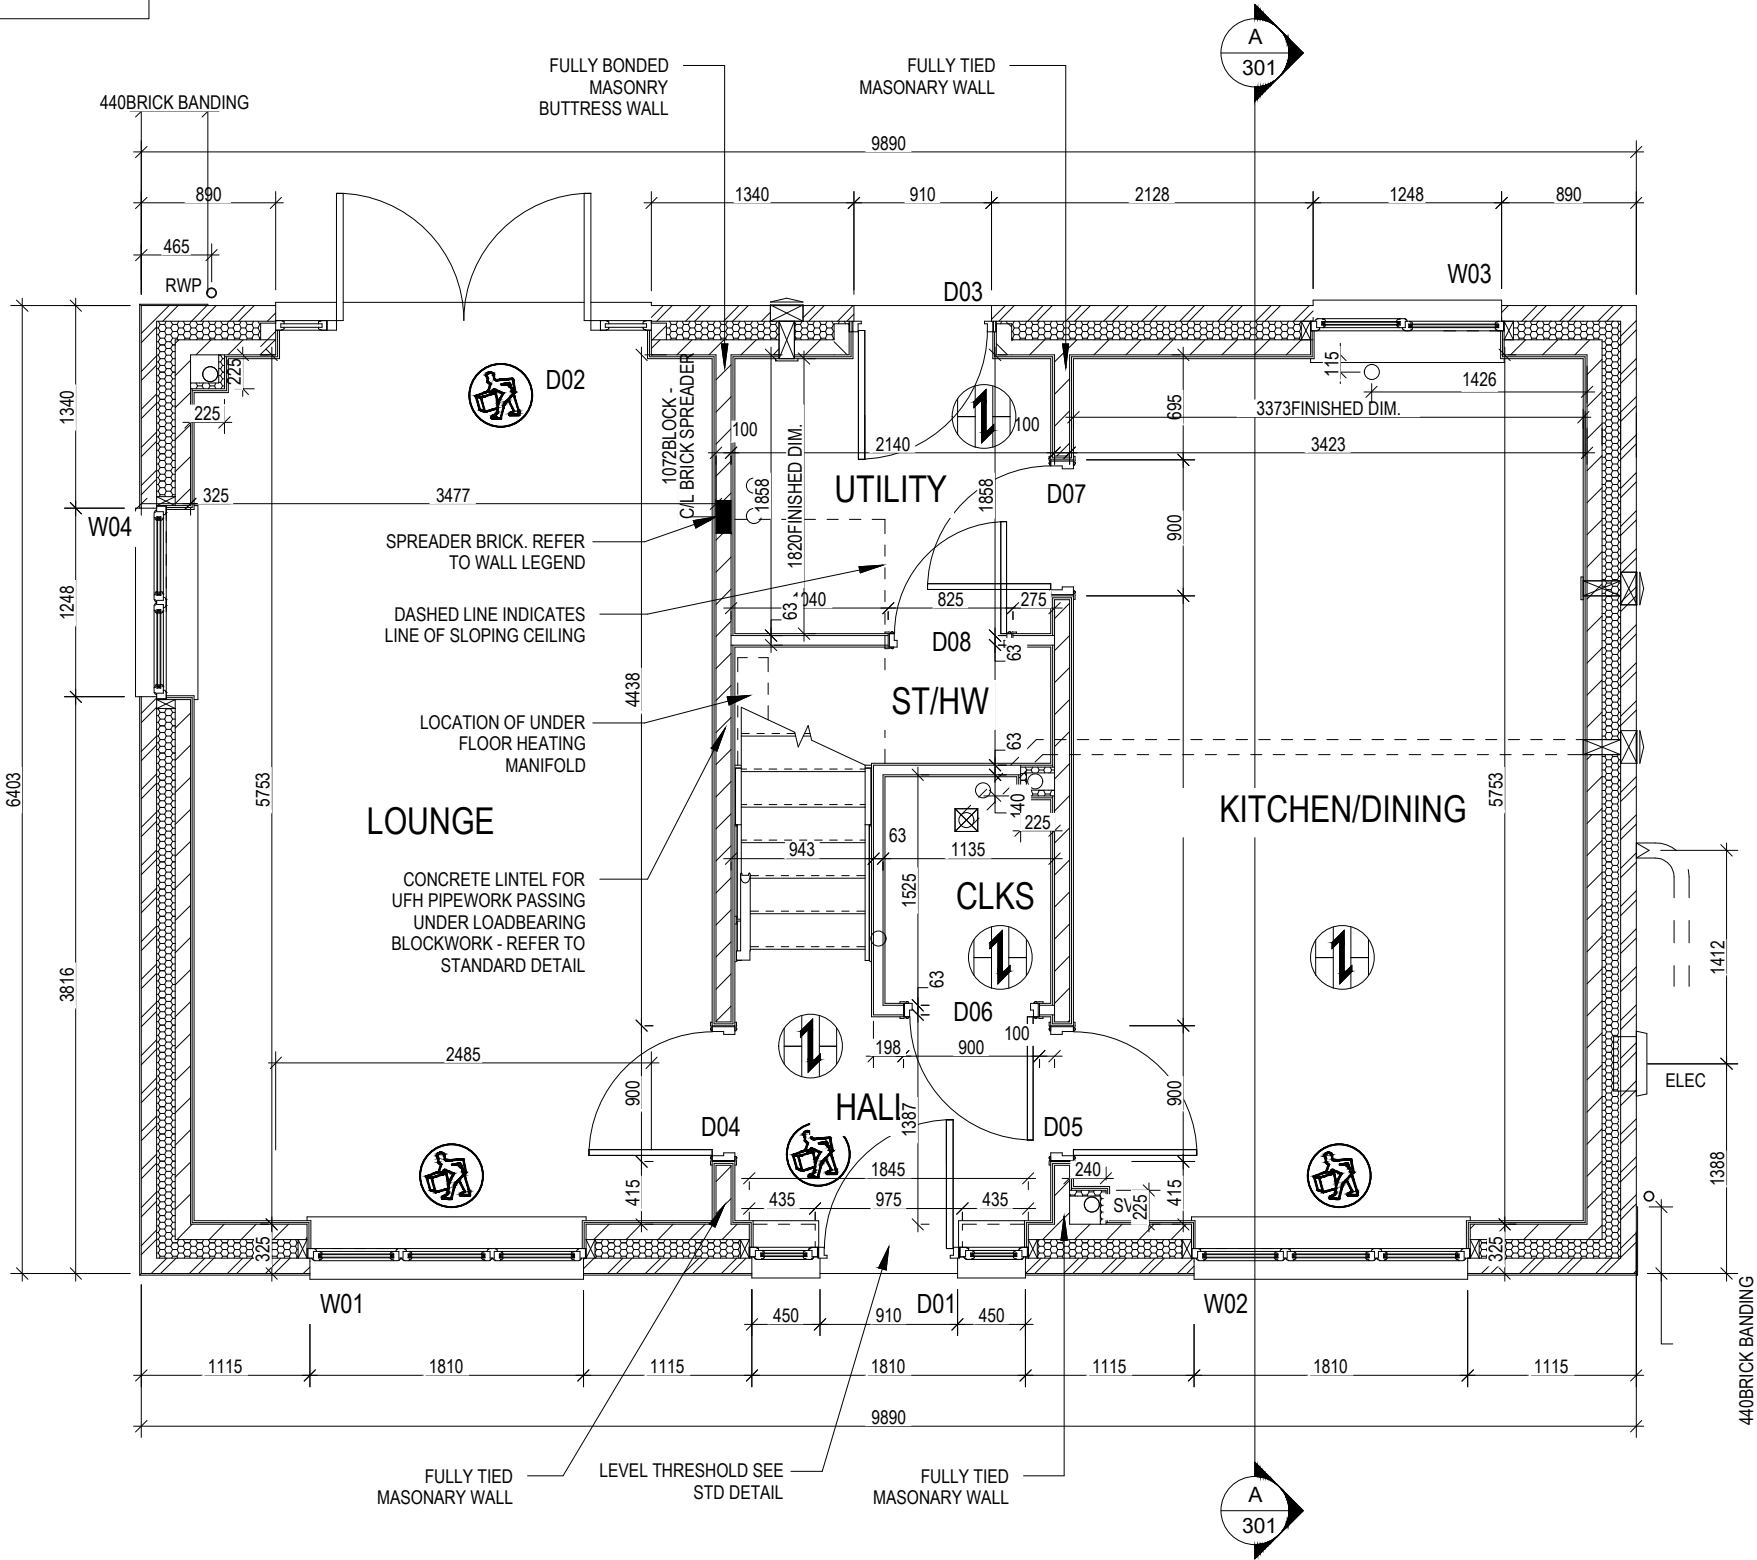 A
301
FULLY BONDED
MASONRY
BUTTRESS WALL
FULLY TIED
MASONARY WALL
440BRICK BANDING
9890
890
1340
910
2128
1248
890
465
RWP
D03
W03
225
225
D02
1072BLOCK -
C/L BRICK SPREADER
100
2140
100
695
115
1426
3373FINISHED DIM.
3423
1340
325
3477
1858
1820FINISHED DIM.
UTILITY
1858
D07
900
W04
1248
SPREADER BRICK. REFER
TO WALL LEGEND
DASHED LINE INDICATES
LINE OF SLOPING CEILING
63
1040
825
275
D08
63
4438
ST/HW
LOCATION OF UNDER
FLOOR HEATING
MANIFOLD
63
6403
5753
LOUNGE
140
225
KITCHEN/DINING
5753
943
63
1135
1525
CLKS
CONCRETE LINTEL FOR
UFH PIPEWORK PASSING
UNDER LOADBEARING
BLOCKWORK - REFER TO
STANDARD DETAIL
3816
63
D06
1412
198
900
100
2485
900
HALL
1387
900
ELEC
D04
D05
1845
240
435
975
435
415
SV
225
415
1388
325
325
W01
D01
W02
450
910
450
440BRICK BANDING
1115
1810
1115
1810
1115
1810
1115
9890
FULLY TIED
MASONARY WALL
LEVEL THRESHOLD SEE
STD DETAIL
FULLY TIED
MASONARY WALL
A
301